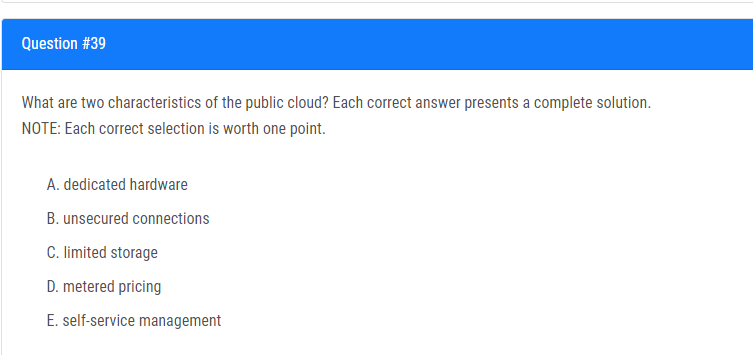 Question #39
What are two characteristics of the public cloud? Each correct answer presents a complete solution.
NOTE: Each correct selection is worth one point.
A. dedicated hardware
B. unsecured connections
C. limited storage
D. metered pricing
E. self-service management